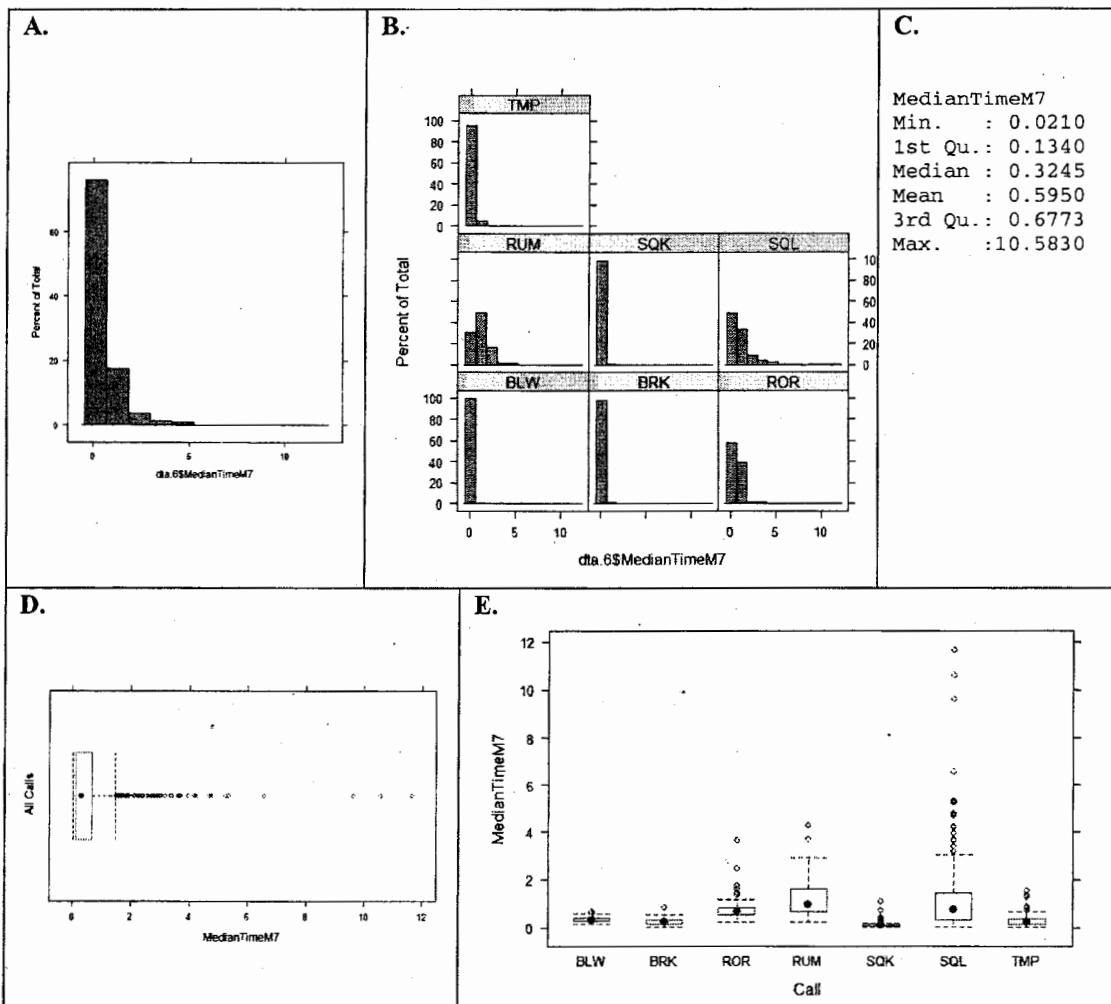 A.
Percent of Total
60
40
20
0
0 5 10
dta.6$MedianTimeM7
B.
Percent of Total
TMP
100
80
60
40
20
0
RUM SQK SQL
10
80
60
40
20
0
BLW BRK ROR
100
80
60
40
20
0
0 5 10
0 5 10
dta.6$MedianTimeM7
C.
MedianTimeM7
Min. : 0.0210
1st Qu.: 0.1340
Median : 0.3245
Mean : 0.5950
3rd Qu.: 0.6773
Max. :10.5830
D.
All Calls
0 2 4 6 8 10 12
MedianTimeM7
E.
MedianTimeM7
12
10
8
6
4
2
0
BLW BRK ROR RUM SQK SQL TMP
Call